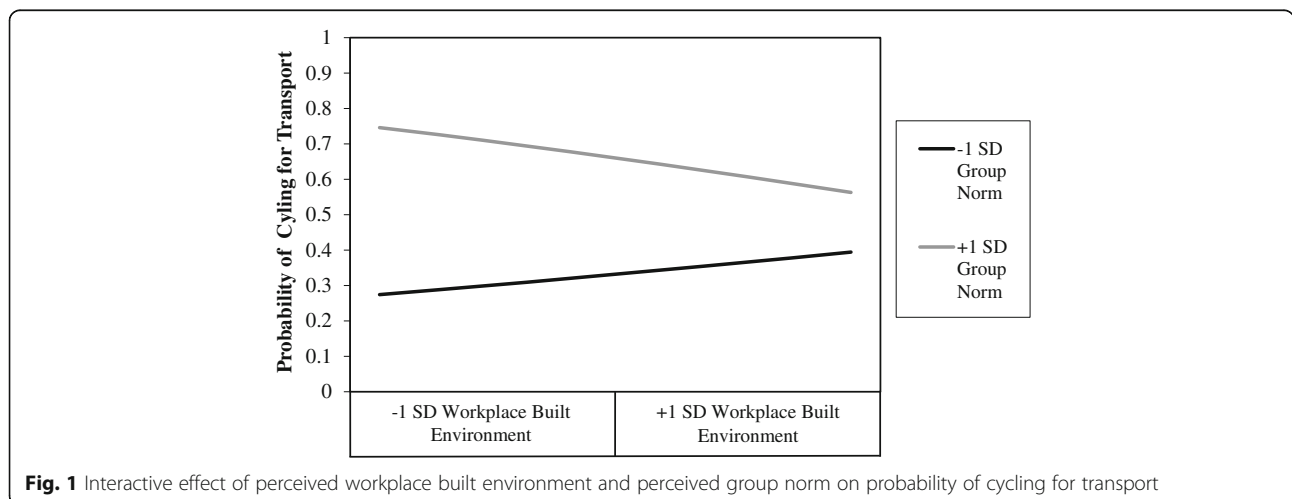 Probability of Cyling for Transport
1
0.9
0.8
0.7
0.6
0.5
0.4
0.3
0.2
0.1
0
-1 SD Workplace Built
Environment
+1 SD Workplace Built
Environment
-1 SD
Group
Norm
+1 SD
Group
Norm
Fig. 1 Interactive effect of perceived workplace built environment and perceived group norm on probability of cycling for transport